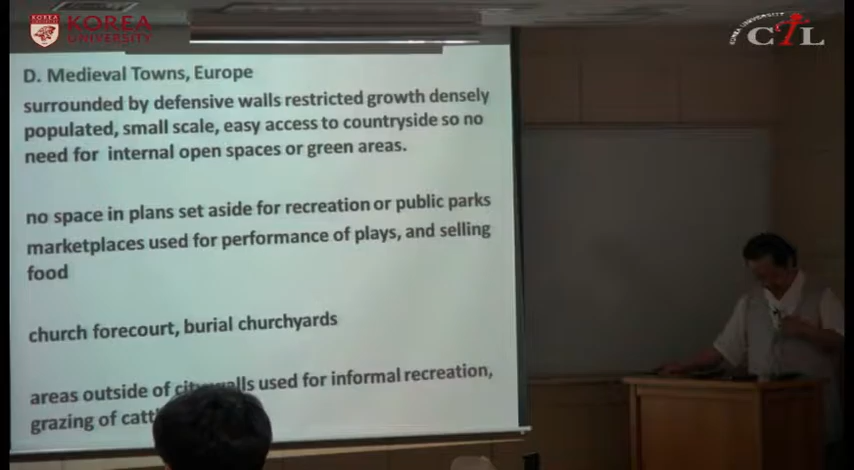 KOREA
UNIVERSITY
KOREA UNIVERSITY
CTL
D. Medieval Towns, Europe
surrounded by defensive walls restricted growth densely
populated, small scale, easy access to countryside so no
need for internal open spaces or green areas.
no space in plans set aside for recreation or public parks
marketplaces used for performance of plays, and selling
food
church forecourt, burial churchyards
areas outside of city walls used for informal recreation,
grazing of